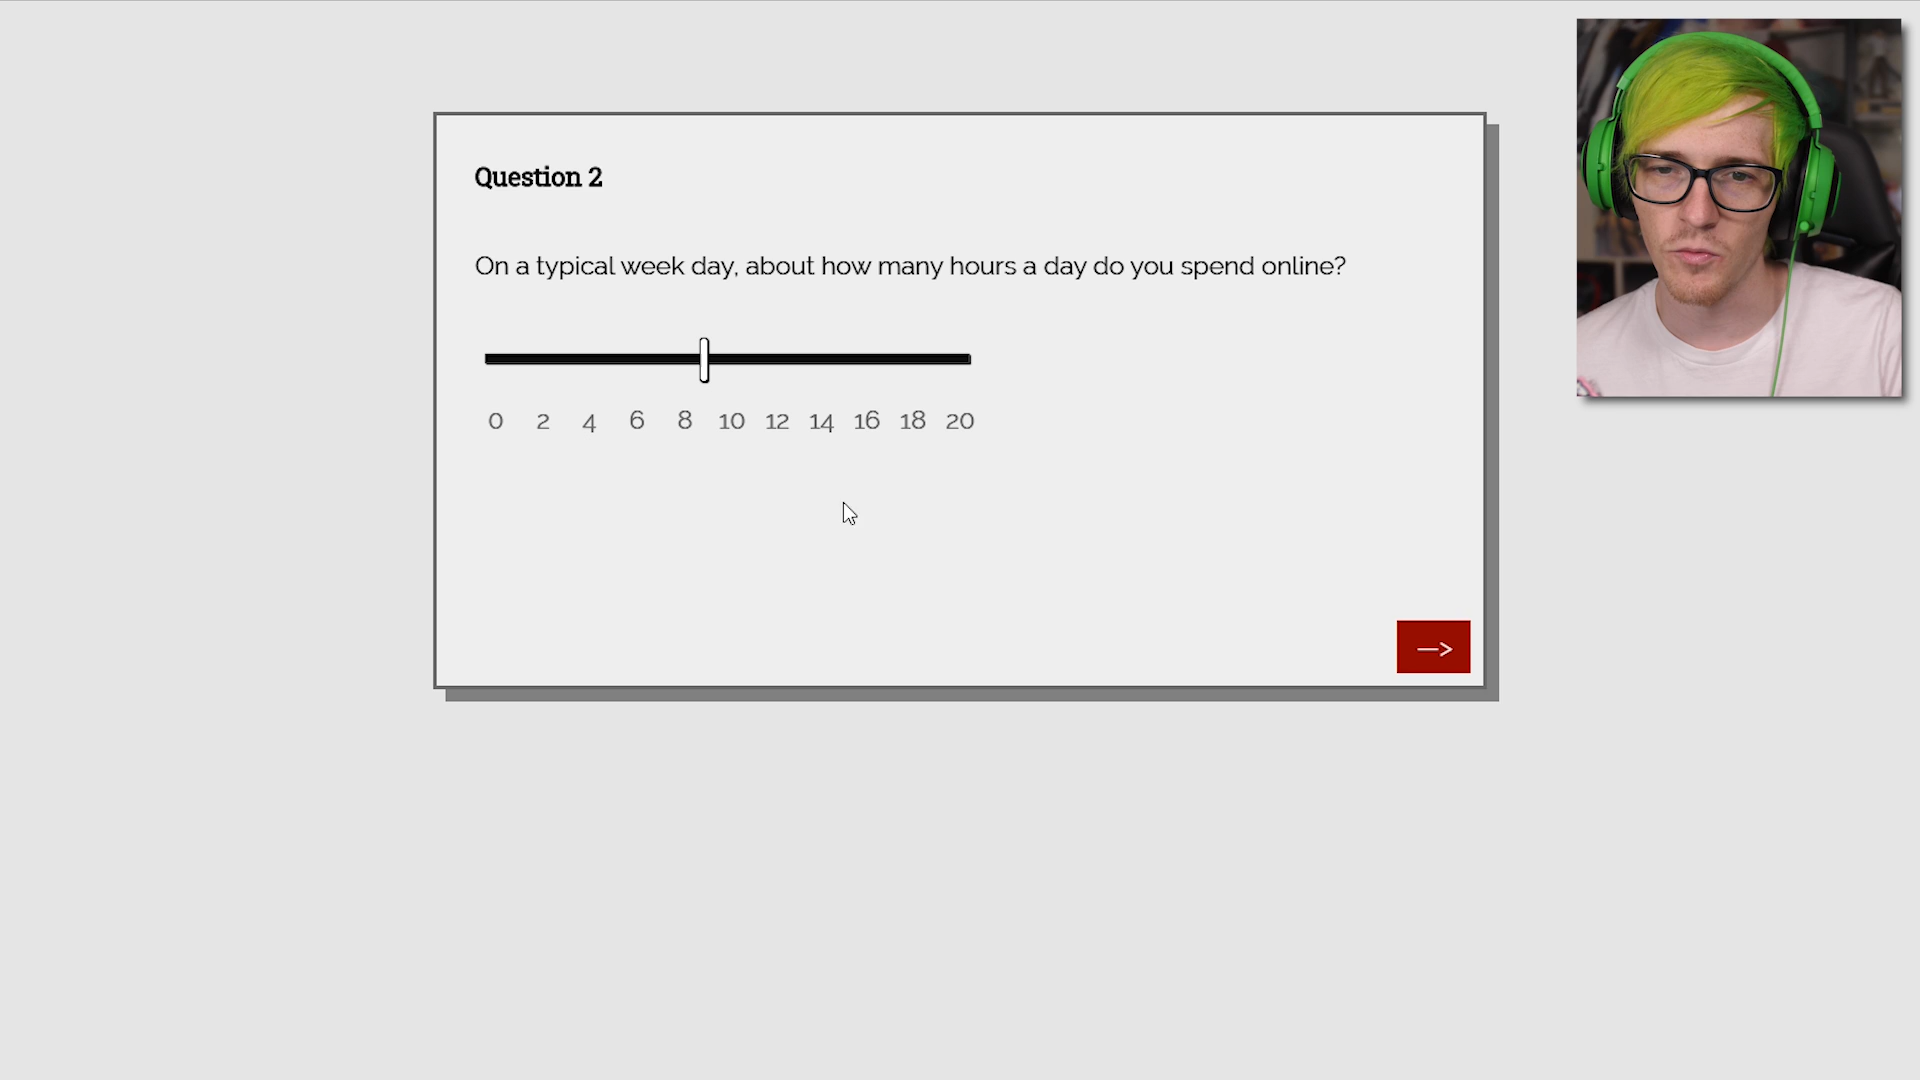 Question 2
On a typical week day, about how many hours a day do you spend online?
0 2 4 6 8 10 12 14 16 18 20
—>